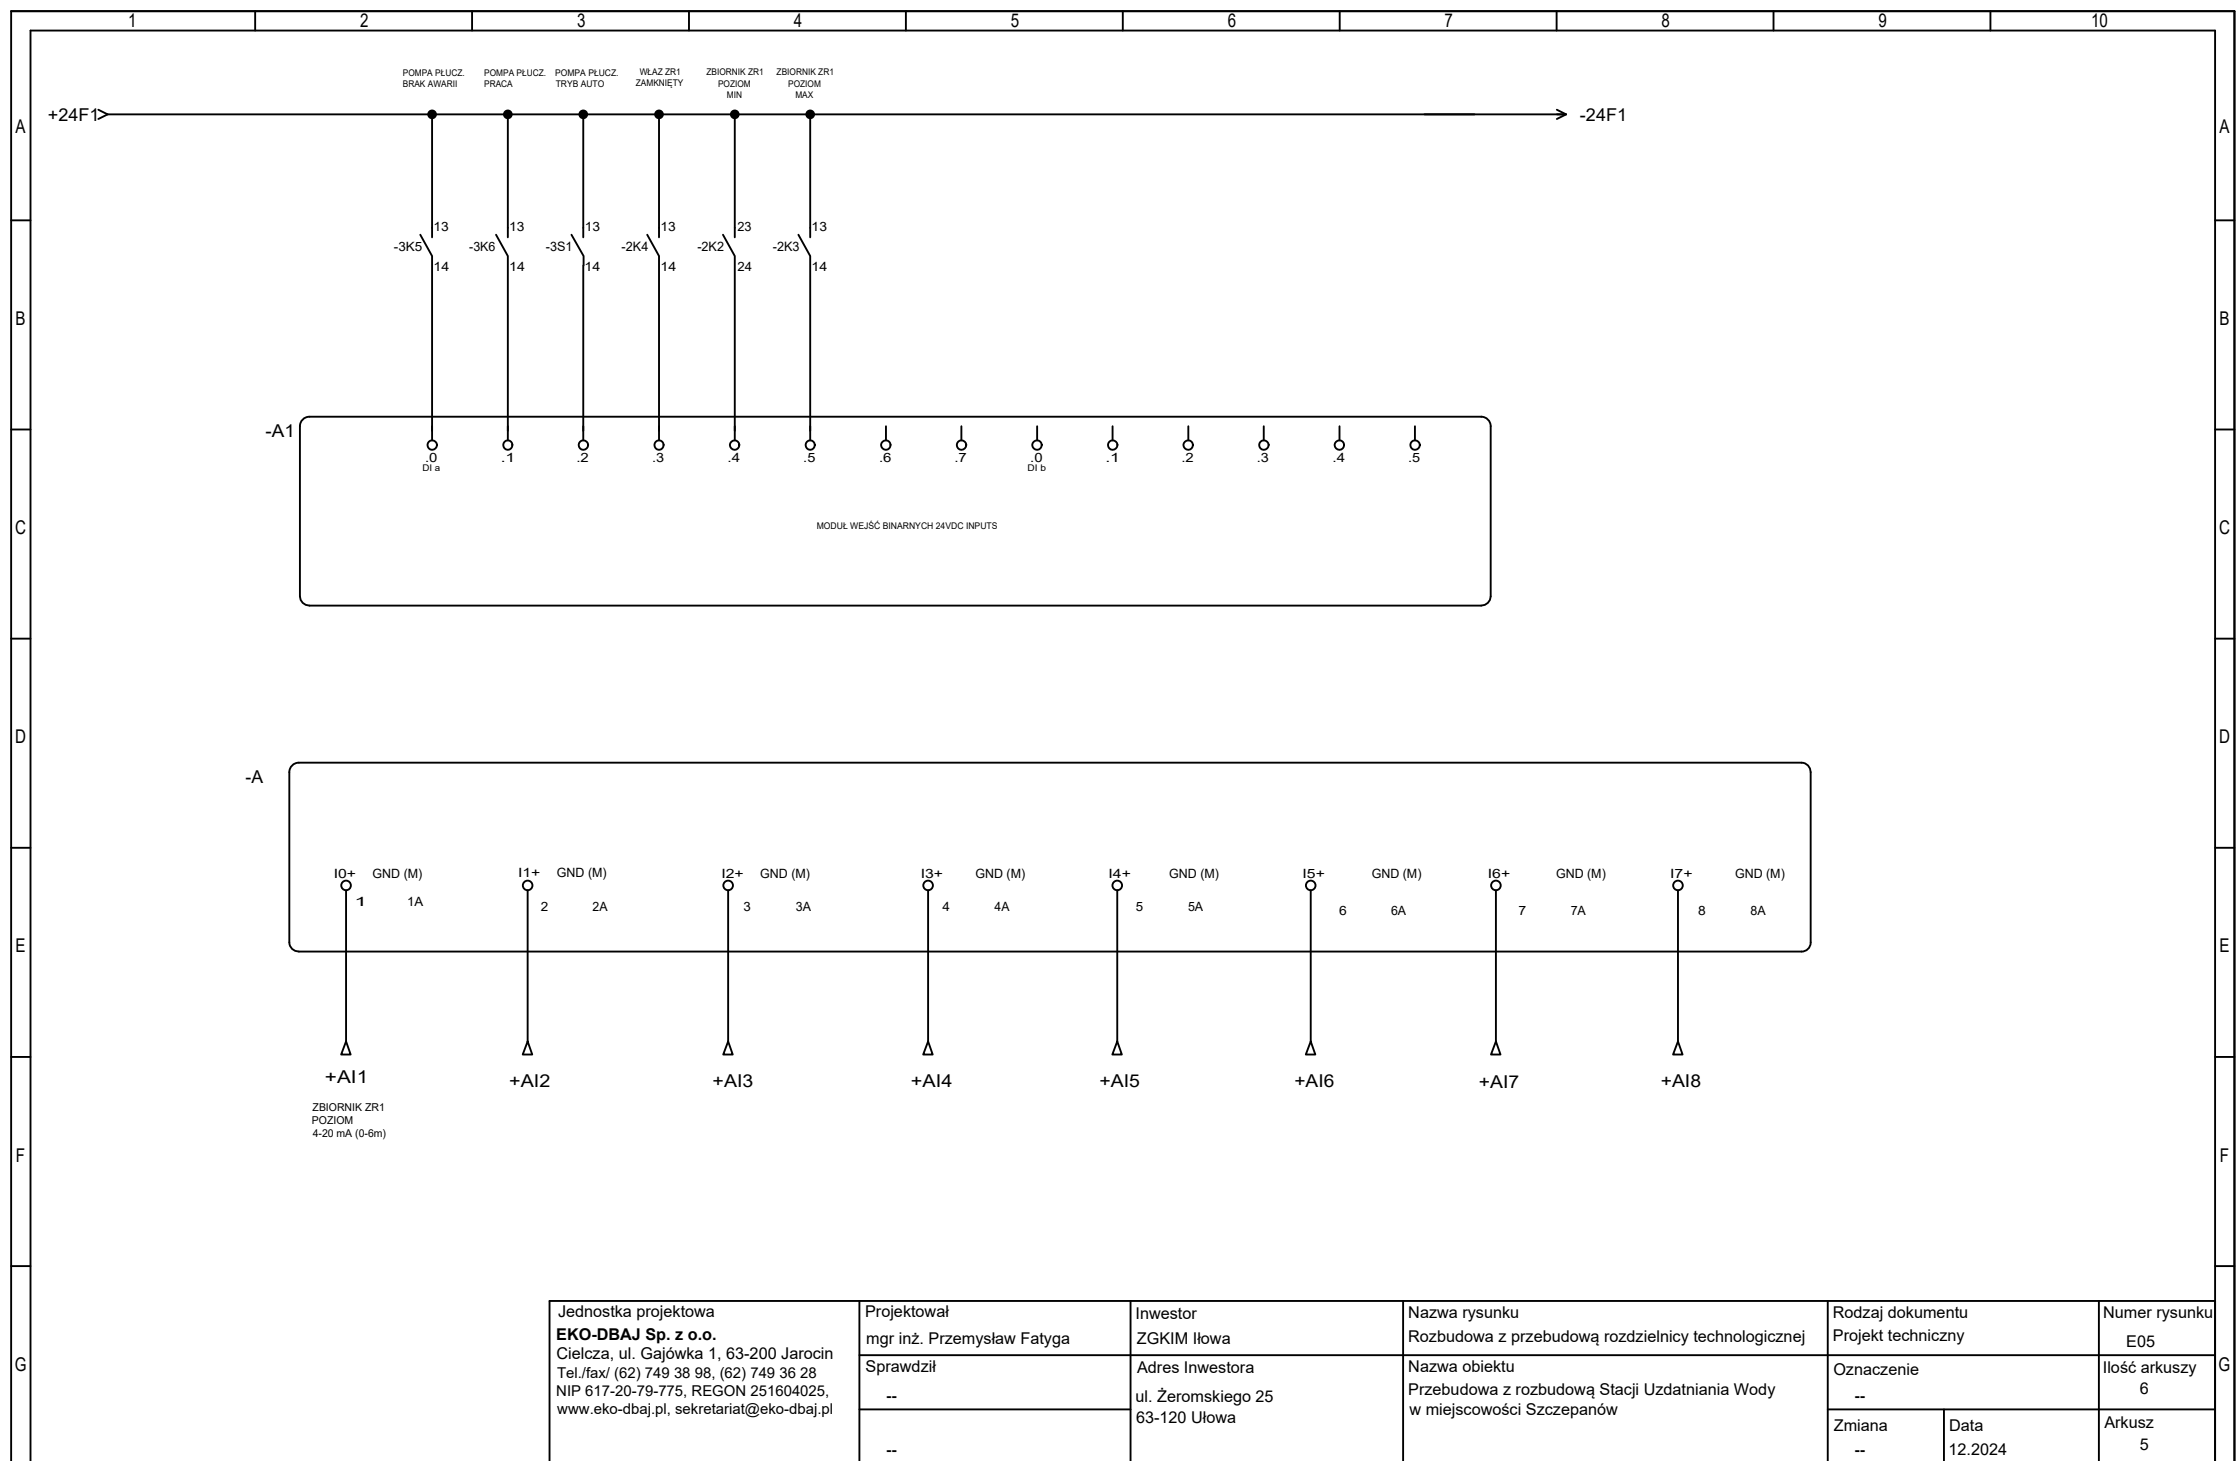 1 2 3 4 5 6 7 8 9 10
POMPA PŁUCZ.
BRAK AWARII
POMPA PŁUCZ.
PRACA
POMPA PŁUCZ.
TRYB AUTO
WŁAZ ZR1
ZAMKNIĘTY
ZBIORNIK ZR1
POZIOM
MIN
ZBIORNIK ZR1
POZIOM
MAX
A +24F1 -24F1 A
13 13 13 13 23 13
-3K5 -3K6 -3S1 -2K4 -2K2 -2K3
14 14 14 14 24 14
B B
-A1
.0 .1 .2 .3 .4 .5 .6 .7 .0 .1 .2 .3 .4 .5
DI a DI b
C MODUŁ WEJŚĆ BINARNYCH 24VDC INPUTS C
D D
-A
I0+ GND (M) I1+ GND (M) I2+ GND (M) I3+ GND (M) I4+ GND (M) I5+ GND (M) I6+ GND (M) I7+ GND (M)
1 1A 2 2A 3 3A 4 4A 5 5A 6 6A 7 7A 8 8A
E E
+AI1 +AI2 +AI3 +AI4 +AI5 +AI6 +AI7 +AI8
ZBIORNIK ZR1
POZIOM
4-20 mA (0-6m)
F F
G G
Jednostka projektowa
EKO-DBAJ Sp. z o.o.
Cielcza, ul. Gajówka 1, 63-200 Jarocin
Tel./fax/ (62) 749 38 98, (62) 749 36 28
NIP 617-20-79-775, REGON 251604025,
www.eko-dbaj.pl, sekretariat@eko-dbaj.pl
Projektował
mgr inż. Przemysław Fatyga
Sprawdził
--
--
Inwestor
ZGKIM Iłowa
Adres Inwestora
ul. Żeromskiego 25
63-120 Ułowa
Nazwa rysunku
Rozbudowa z przebudową rozdzielnicy technologicznej
Nazwa obiektu
Przebudowa z rozbudową Stacji Uzdatniania Wody
w miejscowości Szczepanów
Rodzaj dokumentu
Projekt techniczny
Oznaczenie
--
Zmiana
--
Data
12.2024
Numer rysunku
E05
Ilość arkuszy
6
Arkusz
5